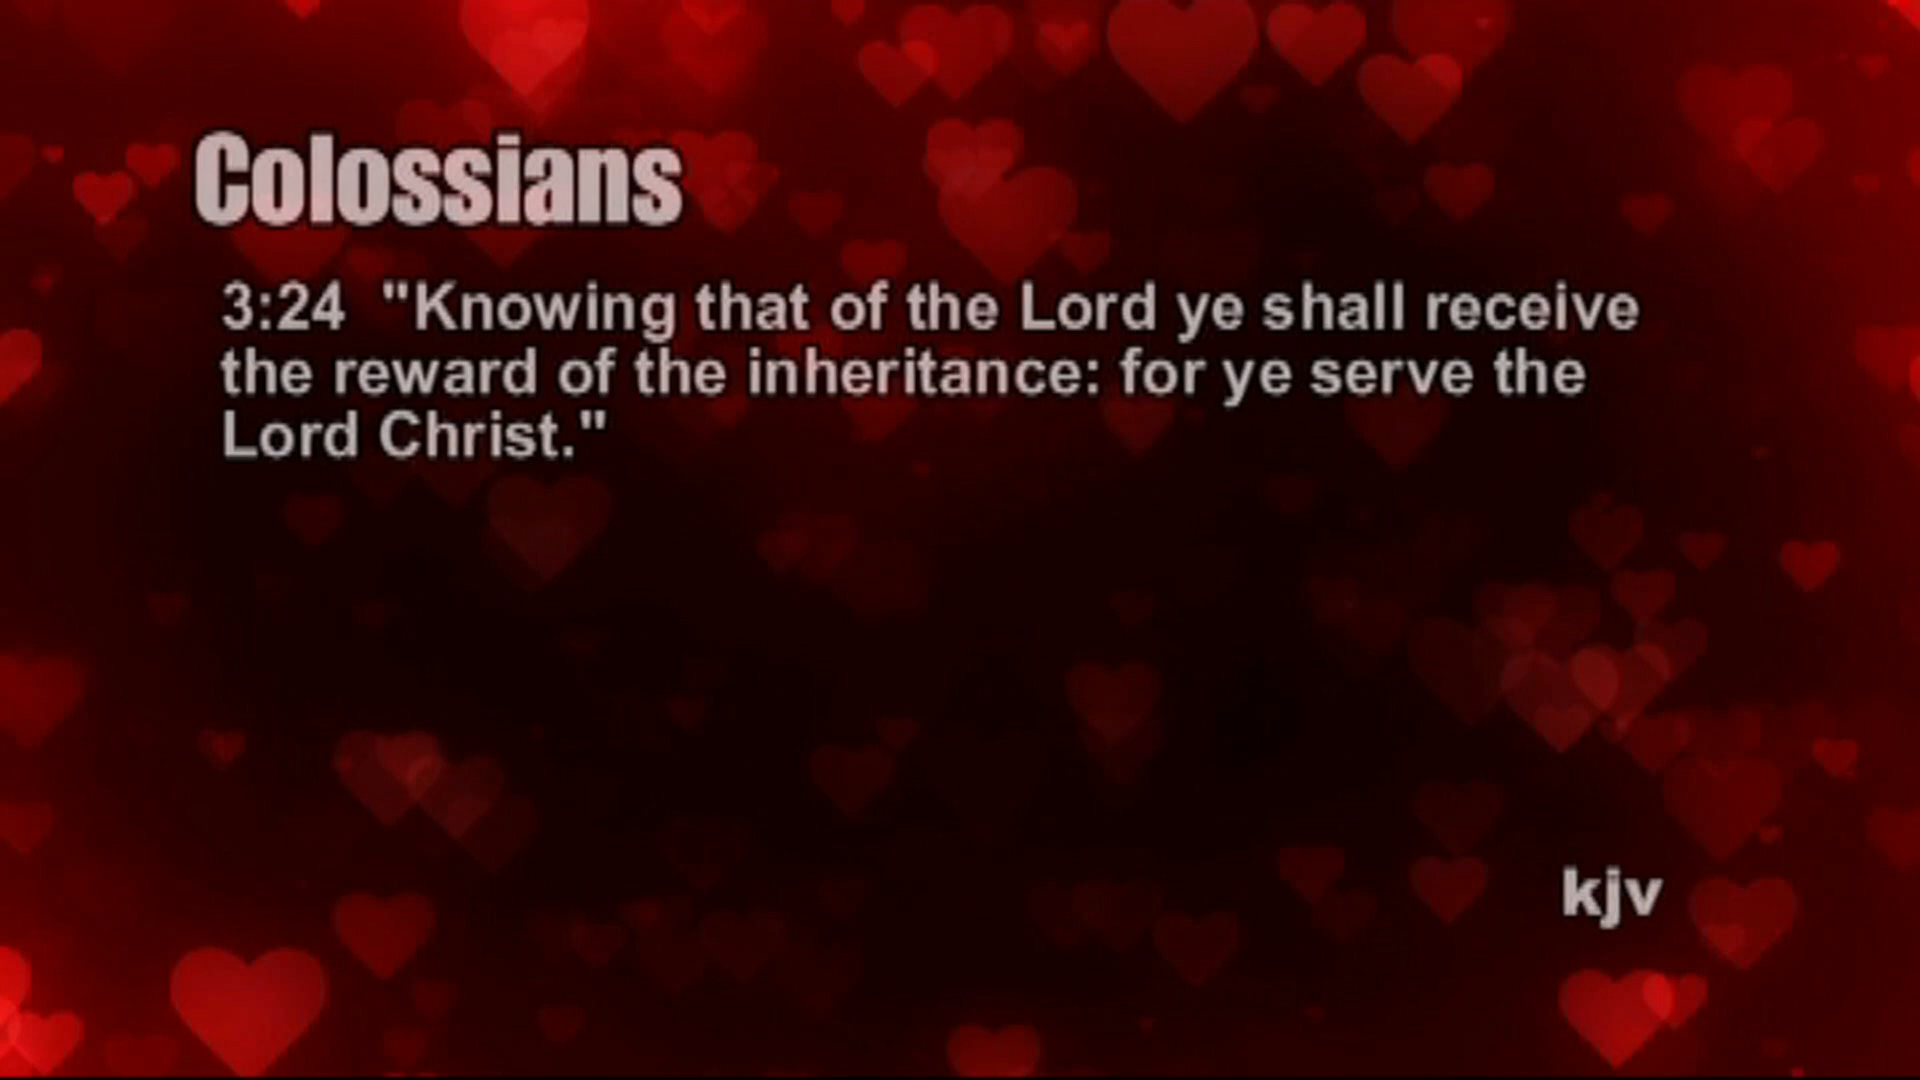 Colossians
3:24  "Knowing that of the Lord ye shall receive
the reward of the inheritance: for ye serve the
Lord Christ."
kjv